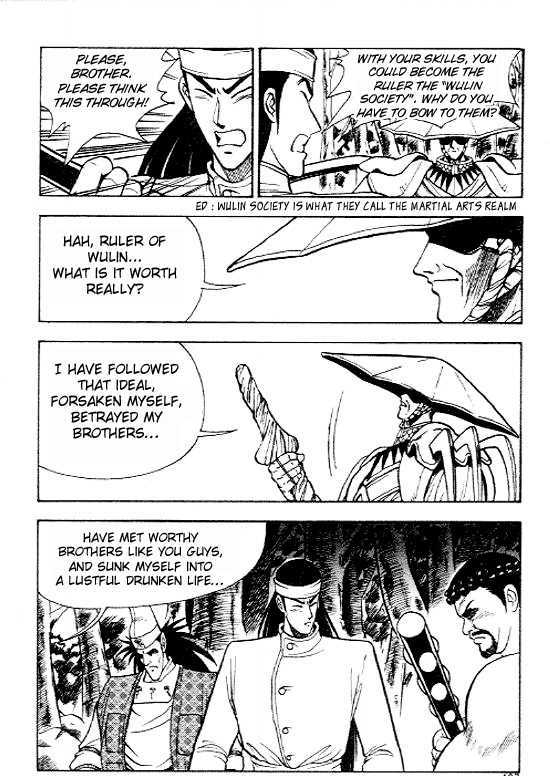 PLEASE,
BROTHER.
PLEASE THINK
THIS THROUGH!
WITH YOUR SKILLS, YOU
COULD BECOME THE
RULER THE "WULIN
SOCIETY". WHY DO YOU
HAVE TO BOW TO THEM?
ED : WULIN SOCIETY IS WHAT THEY CALL THE MARTIAL ARTS REALM
HAH, RULER OF
WULIN...
WHAT IS IT WORTH
REALLY?
I HAVE FOLLOWED
THAT IDEAL,
FORSAKEN MYSELF,
BETRAYED MY
BROTHERS...
HAVE MET WORTHY
BROTHERS LIKE YOU GUYS,
AND SUNK MYSELF INTO
A LUSTFUL DRUNKEN LIFE...